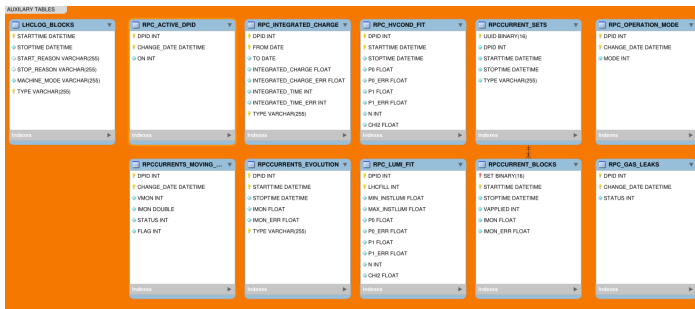 AUXILARY TABLES
LHCLOG_BLOCKS
STARTTIME DATETIME
STOPTIME DATETIME
START_REASON VARCHAR(255)
STOP_REASON VARCHAR(255)
MACHINE_MODE VARCHAR(255)
TYPE VARCHAR(255)
Indexes
RPC_ACTIVE_DPID
DPID INT
CHANGE_DATE DATETIME
ON INT
Indexes
RPC_INTEGRATED_CHARGE
DPID INT
FROM DATE
TO DATE
INTEGRATED_CHARGE FLOAT
INTEGRATED_CHARGE_ERR FLOAT
INTEGRATED_TIME INT
INTEGRATED_TIME_ERR INT
TYPE VARCHAR(255)
Indexes
RPC_HVCOND_FIT
DPID INT
STARTTIME DATETIME
STOPTIME DATETIME
P0 FLOAT
P0_ERR FLOAT
P1 FLOAT
P1_ERR FLOAT
N INT
CHI2 FLOAT
Indexes
RPCCURRENT_SETS
UUID BINARY(16)
DPID INT
STARTTIME DATETIME
STOPTIME DATETIME
TYPE VARCHAR(255)
Indexes
RPC_OPERATION_MODE
DPID INT
CHANGE_DATE DATETIME
MODE INT
Indexes
RPCCURRENTS_MOVING_...
DPID INT
CHANGE_DATE DATETIME
VMON INT
IMON DOUBLE
STATUS INT
FLAG INT
Indexes
RPCCURRENTS_EVOLUTION
DPID INT
STARTTIME DATETIME
STOPTIME DATETIME
IMON FLOAT
IMON_ERR FLOAT
TYPE VARCHAR(255)
Indexes
RPC_LUMI_FIT
DPID INT
LHCFILL INT
MIN_INSTLUMI FLOAT
MAX_INSTLUMI FLOAT
P0 FLOAT
P0_ERR FLOAT
P1 FLOAT
P1_ERR FLOAT
N INT
CHI2 FLOAT
Indexes
RPCCURRENT_BLOCKS
SET BINARY(16)
STARTTIME DATETIME
STOPTIME DATETIME
VAPPLIED INT
IMON FLOAT
IMON_ERR FLOAT
Indexes
RPC_GAS_LEAKS
DPID INT
CHANGE_DATE DATETIME
STATUS INT
Indexes